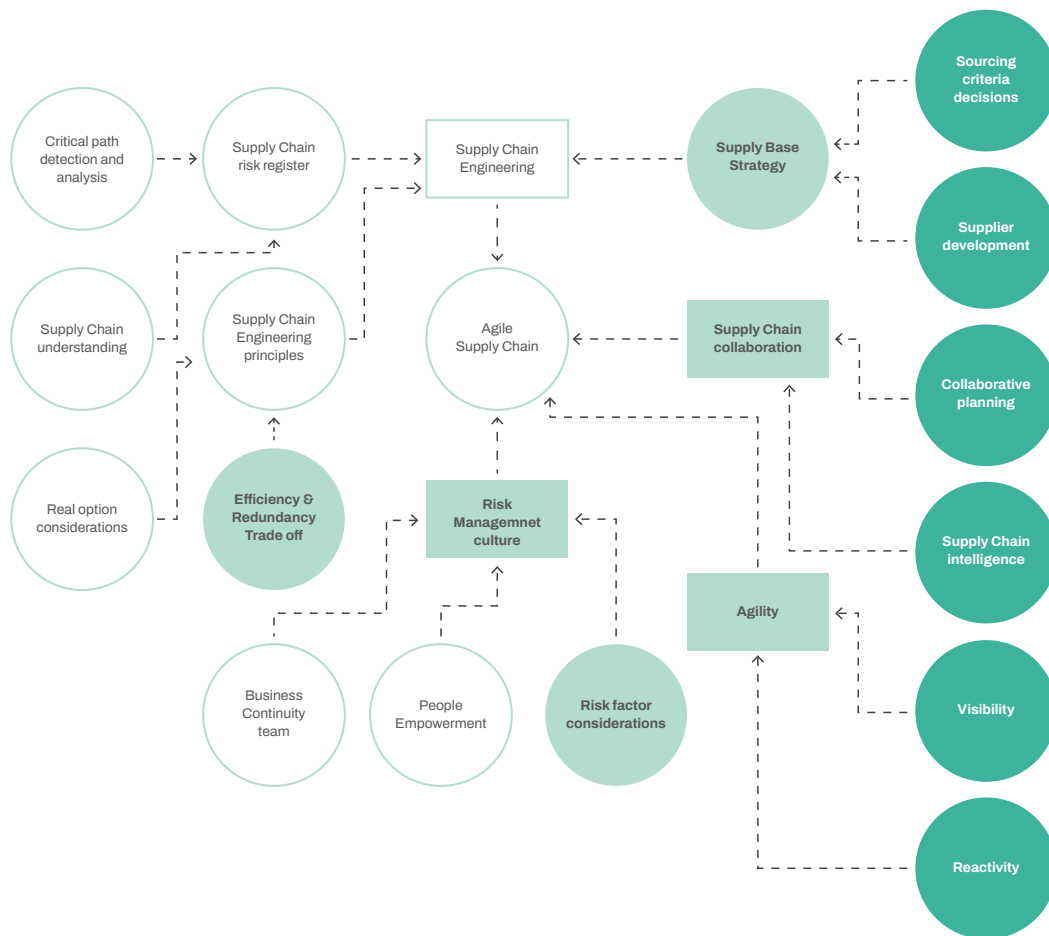 Sourcing
criteria
decisions
Critical path
detection and
analysis
Supply Chain
risk register
Supply Chain
Engineering
Supply Base
Strategy
Supplier
development
Supply Chain
understanding
Supply Chain
Engineering
principles
Agile
Supply Chain
Supply Chain
collaboration
Collaborative
planning
Real option
considerations
Efficiency &
Redundancy
Trade off
Risk
Managemnet
culture
Supply Chain
intelligence
Agility
Business
Continuity
team
People
Empowerment
Risk factor
considerations
Visibility
Reactivity